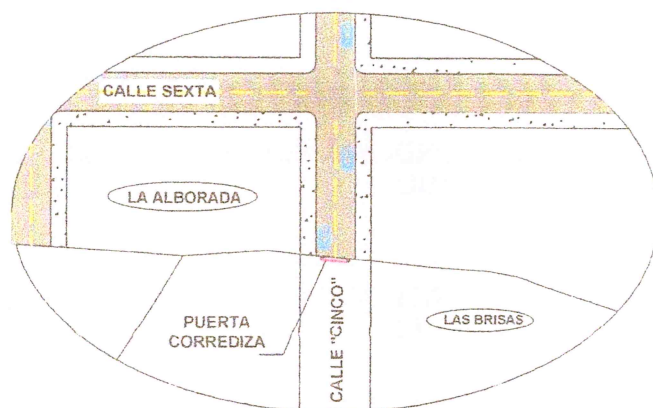 CALLE SEXTA
LA ALBORADA
PUERTA
CORREDIZA
CALLE "CINCO"
LAS BRISAS